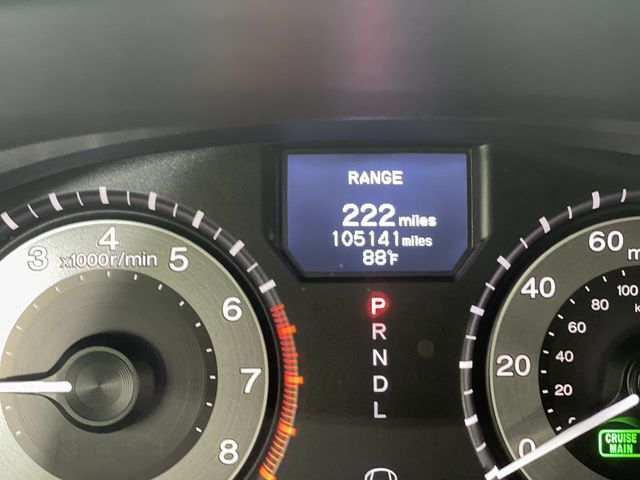 RANGE
222 miles
105141 miles
88°F
P
R
N
D
L
3 4 5 6 7 8
x1000r/min
0 20 40 60
20 40 60 80 100
CRUISE
MAIN